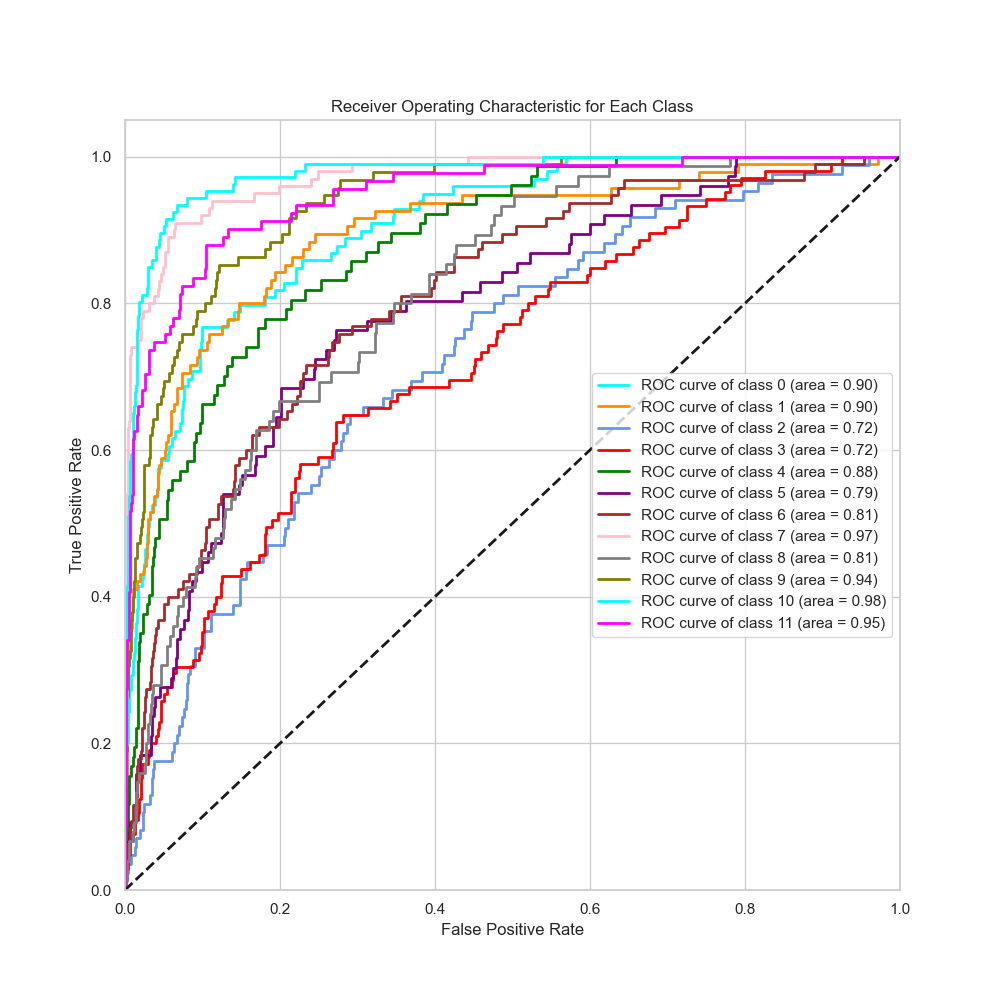 Receiver Operating Characteristic for Each Class
True Positive Rate
1.0
0.8
0.6
0.4
0.2
0.0
ROC curve of class 0 (area = 0.90)
ROC curve of class 1 (area = 0.90)
ROC curve of class 2 (area = 0.72)
ROC curve of class 3 (area = 0.72)
ROC curve of class 4 (area = 0.88)
ROC curve of class 5 (area = 0.79)
ROC curve of class 6 (area = 0.81)
ROC curve of class 7 (area = 0.97)
ROC curve of class 8 (area = 0.81)
ROC curve of class 9 (area = 0.94)
ROC curve of class 10 (area = 0.98)
ROC curve of class 11 (area = 0.95)
0.0 0.2 0.4 0.6 0.8 1.0
False Positive Rate